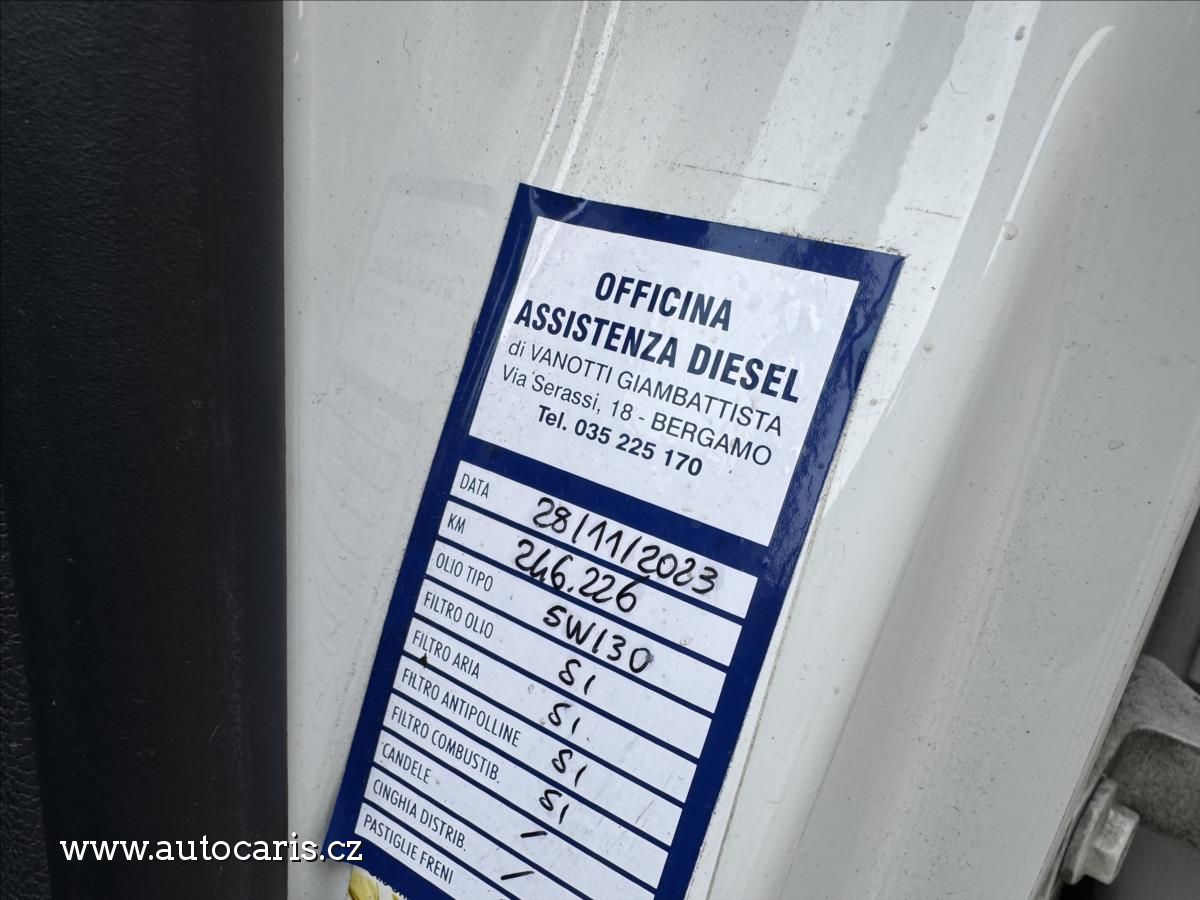 OFFICINA
ASSISTENZA DIESEL
di VANOTTI GIAMBATTISTA
Via Serassi, 18 - BERGAMO
Tel. 035 225 170
DATA 28/11/2023
KM 246.226
OLIO TIPO 5W/30
FILTRO OLIO SI
FILTRO ARIA SI
FILTRO ANTIPOLLINE SI
FILTRO COMBUSTIB. SI
CANDELE /
CINGHIA DISTRIB. /
PASTIGLIE FRENI
www.autocaris.cz